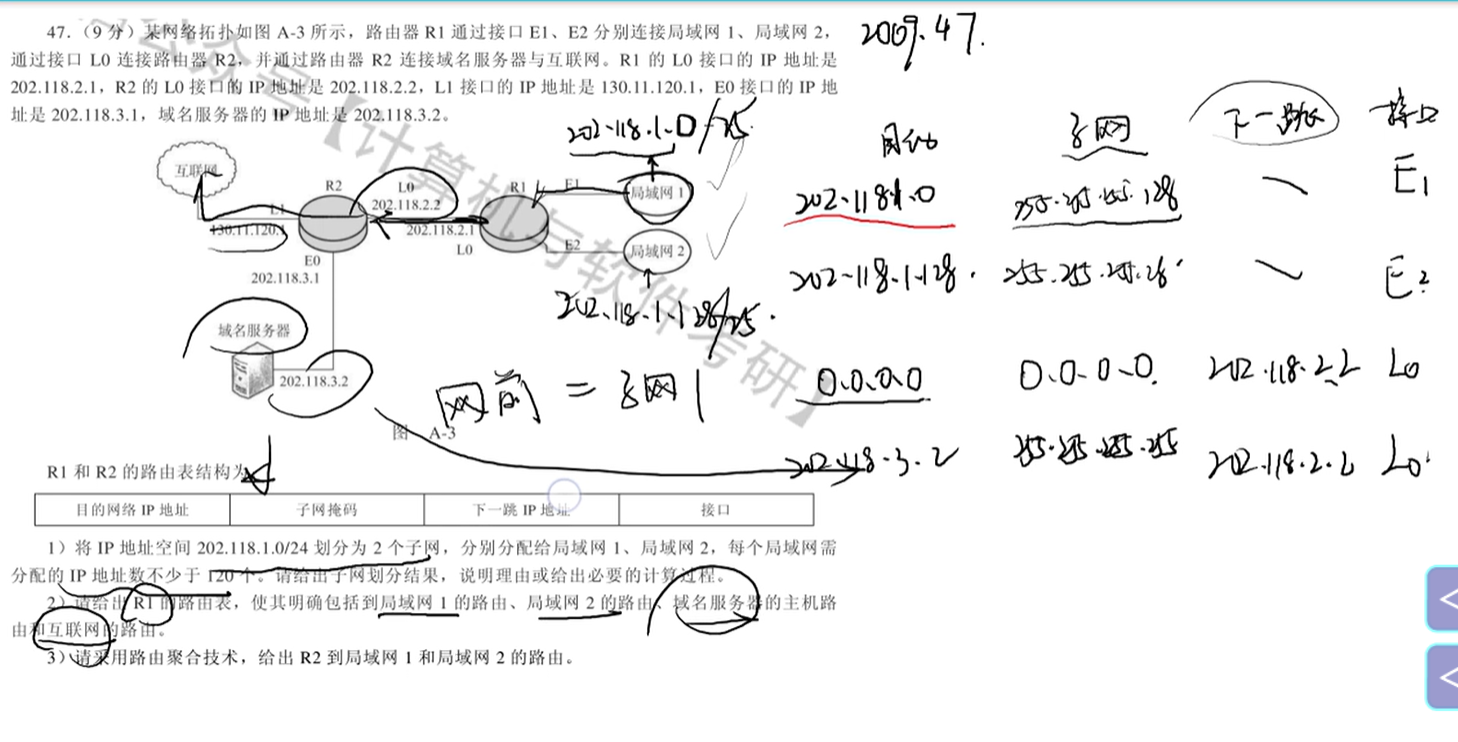 47.（9 分）某网络拓扑如图 A-3 所示，路由器 R1 通过接口 E1、E2 分别连接局域网 1、局域网 2，
通过接口 L0 连接路由器 R2，并通过路由器 R2 连接域名服务器与互联网。R1 的 L0 接口的 IP 地址是
202.118.2.1，R2 的 L0 接口的 IP 地址是 202.118.2.2，L1 接口的 IP 地址是 130.11.120.1，E0 接口的 IP 地
址是 202.118.3.1，域名服务器的 IP 地址是 202.118.3.2。
2009.47.
公众号【计算机与软件考研】
202.118.1.0/25
互联网
R2
L0
202.118.2.2
R1
E1
局域网 1
L1
130.11.120.1
202.118.2.1
L0
E2
局域网 2
E0
202.118.3.1
202.118.1.128/25
域名服务器
202.118.3.2
图 A-3
子网 下一跳 接口
202.118.1.0 255.255.255.128 — E1
202.118.1.128 — E2
0.0.0.0 0.0.0.0 202.118.2.2 L0
202.118.3.2 255.255.255.255 202.118.2.2 L0
= 子网
R1 和 R2 的路由表结构为
目的网络 IP 地址 子网掩码 下一跳 IP 地址 接口
1）将 IP 地址空间 202.118.1.0/24 划分为 2 个子网，分别分配给局域网 1、局域网 2，每个局域网需
分配的 IP 地址数不少于 120 个。请给出子网划分结果，说明理由或给出必要的计算过程。
2）请给出 R1 的路由表，使其明确包括到局域网 1 的路由、局域网 2 的路由、域名服务器的主机路
由和互联网的路由。
3）请采用路由聚合技术，给出 R2 到局域网 1 和局域网 2 的路由。